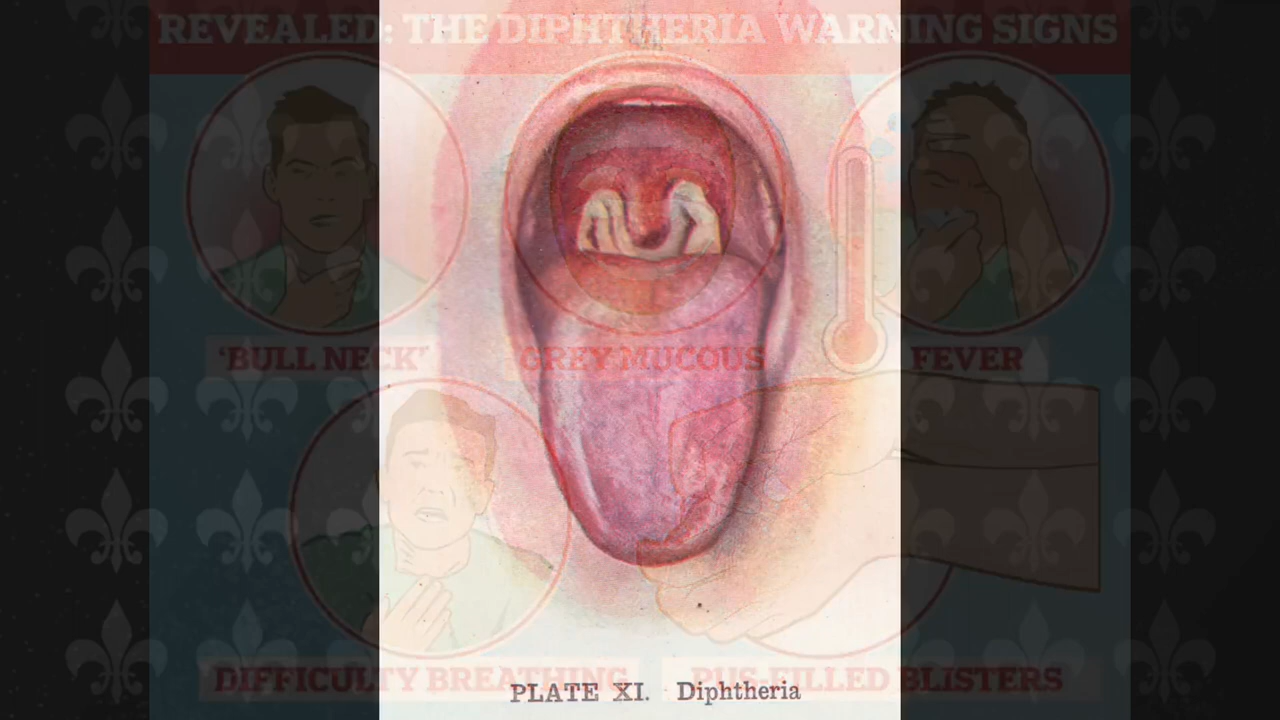 REVEALED: THE DIPHTHERIA WARNING SIGNS
'BULL NECK'
GREY MUCOUS
FEVER
DIFFICULTY BREATHING
PUS-FILLED BLISTERS
PLATE XI. Diphtheria